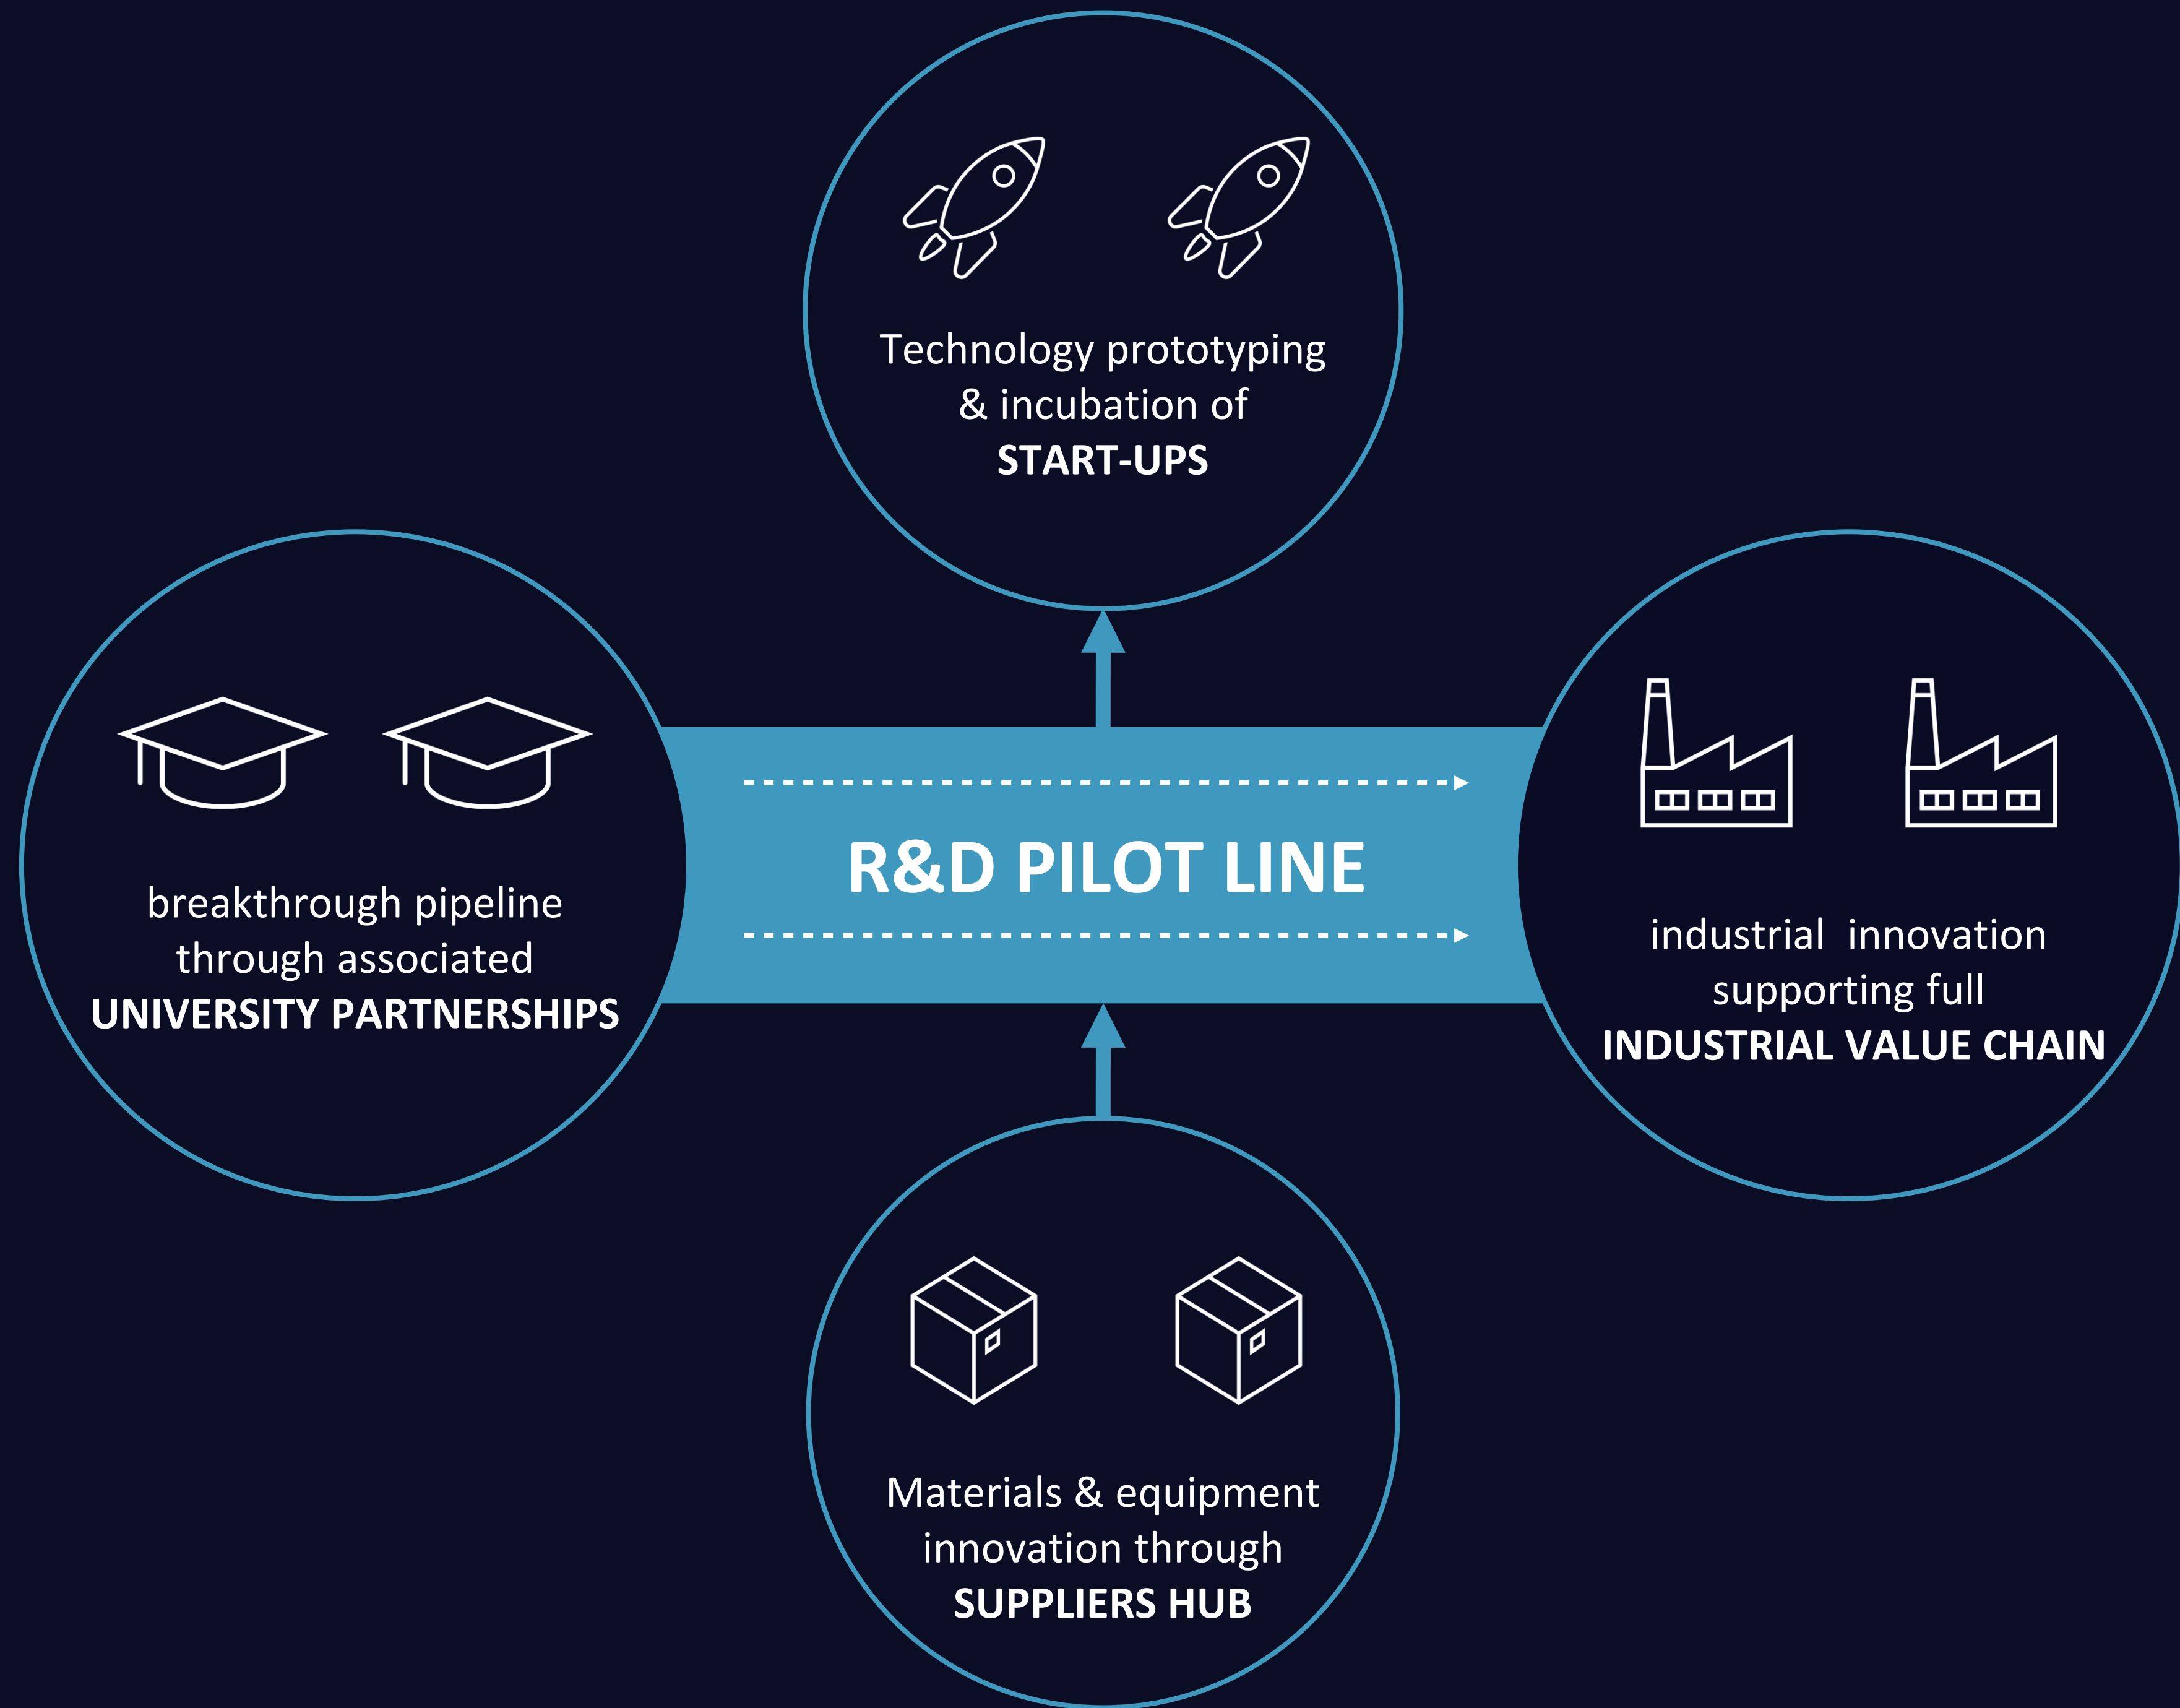 Technology prototyping
& incubation of
START-UPS
breakthrough pipeline
through associated
UNIVERSITY PARTNERSHIPS
R&D PILOT LINE
industrial  innovation
supporting full
INDUSTRIAL VALUE CHAIN
Materials & equipment
innovation through
SUPPLIERS HUB